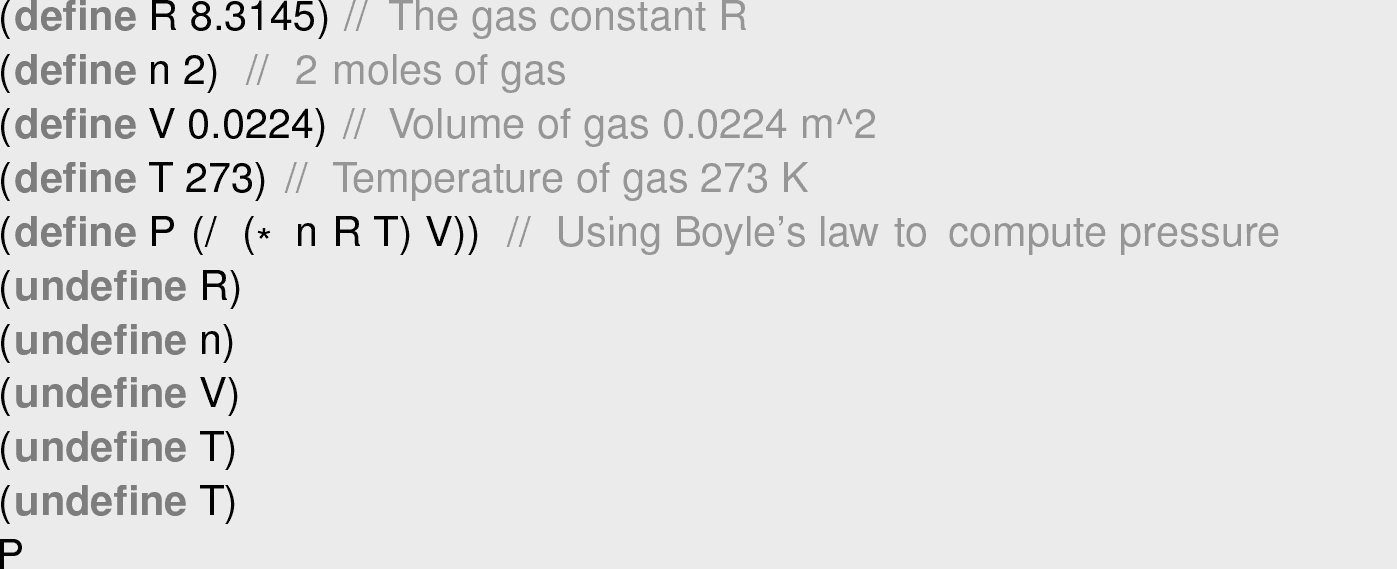 (define R 8.3145) // The gas constant R
(define n 2) // 2 moles of gas
(define V 0.0224) // Volume of gas 0.0224 m^2
(define T 273) // Temperature of gas 273 K
(define P (/ (* n R T) V)) // Using Boyle's law to compute pressure
(undefine R)
(undefine n)
(undefine V)
(undefine T)
(undefine T)
P